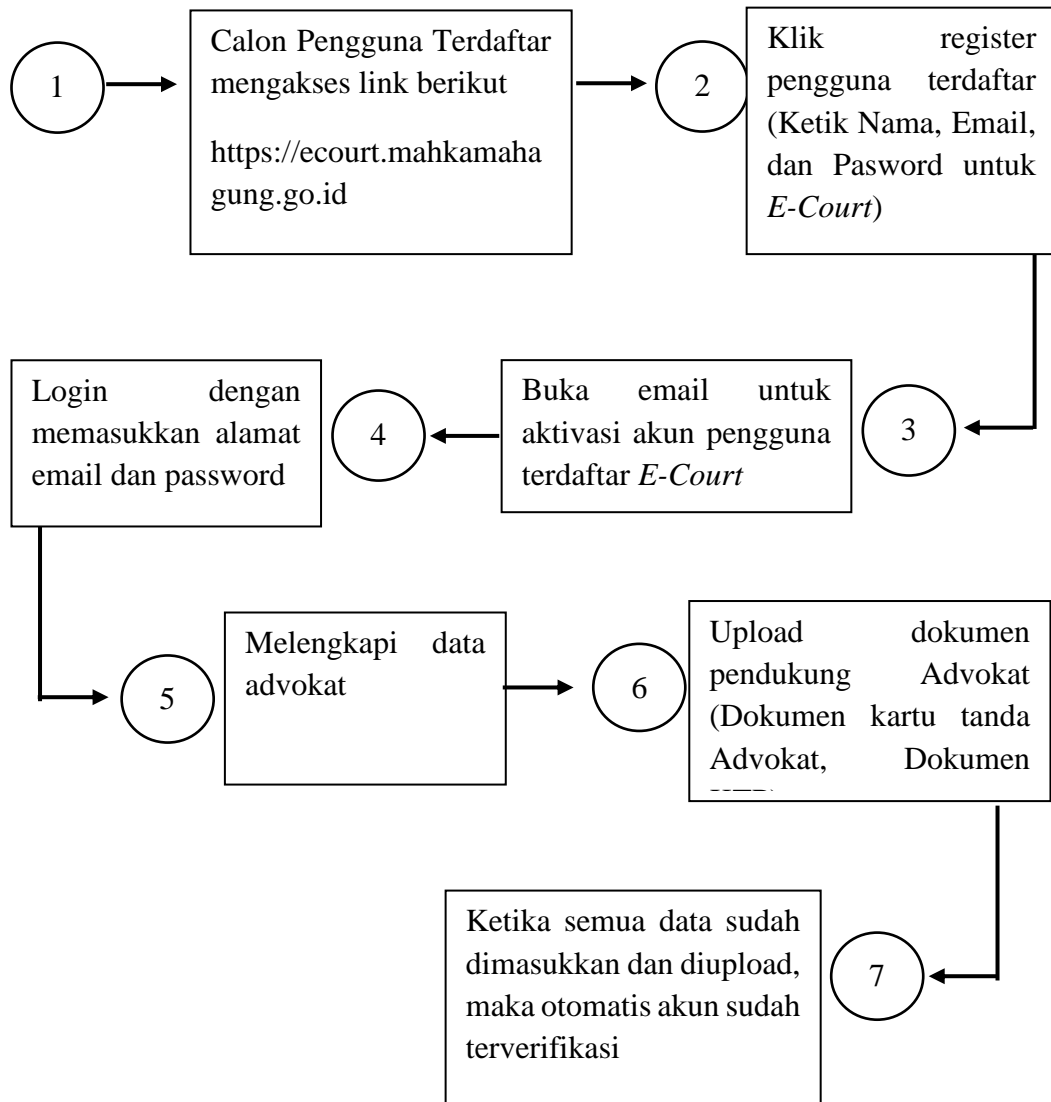 1
Calon Pengguna Terdaftar
mengakses link berikut
https://ecourt.mahkamaha
gung.go.id
2
Klik register
pengguna terdaftar
(Ketik Nama, Email,
dan Pasword untuk
E-Court)
3
Buka email untuk
aktivasi akun pengguna
terdaftar E-Court
4
Login dengan
memasukkan alamat
email dan password
5
Melengkapi data
advokat
6
Upload dokumen
pendukung Advokat
(Dokumen kartu tanda
Advokat, Dokumen
7
Ketika semua data sudah
dimasukkan dan diupload,
maka otomatis akun sudah
terverifikasi